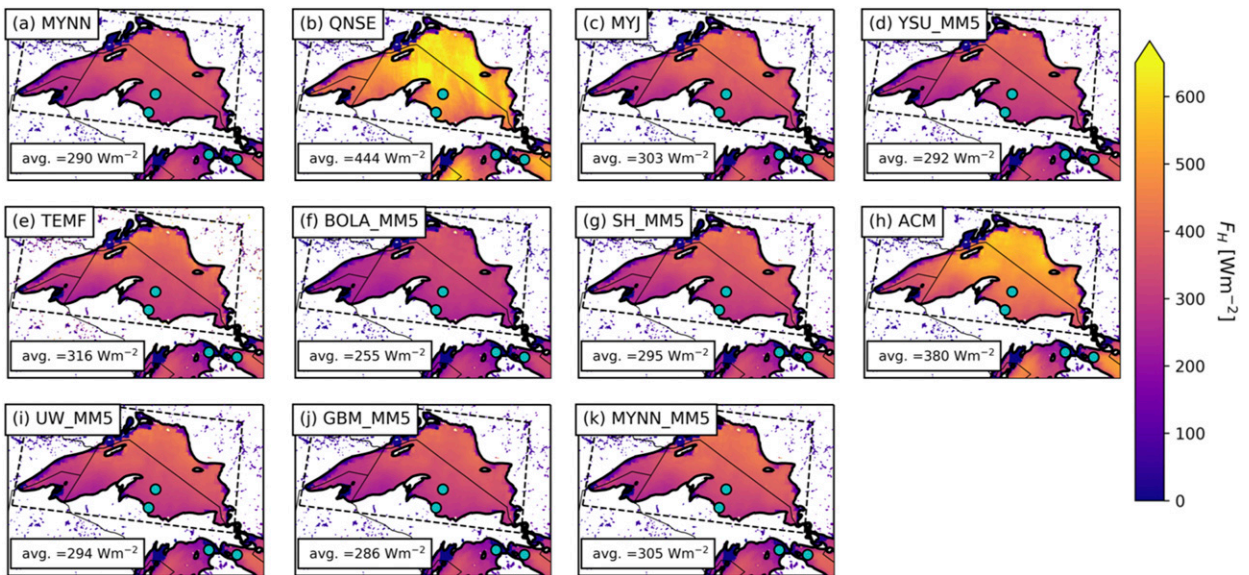 (a) MYNN
(b) QNSE
(c) MYJ
(d) YSU_MM5
avg. =290 Wm⁻²
avg. =444 Wm⁻²
avg. =303 Wm⁻²
avg. =292 Wm⁻²
(e) TEMF
(f) BOLA_MM5
(g) SH_MM5
(h) ACM
avg. =316 Wm⁻²
avg. =255 Wm⁻²
avg. =295 Wm⁻²
avg. =380 Wm⁻²
(i) UW_MM5
(j) GBM_MM5
(k) MYNN_MM5
avg. =294 Wm⁻²
avg. =286 Wm⁻²
avg. =305 Wm⁻²
600
500
400
300
200
100
0
F_H [Wm⁻²]